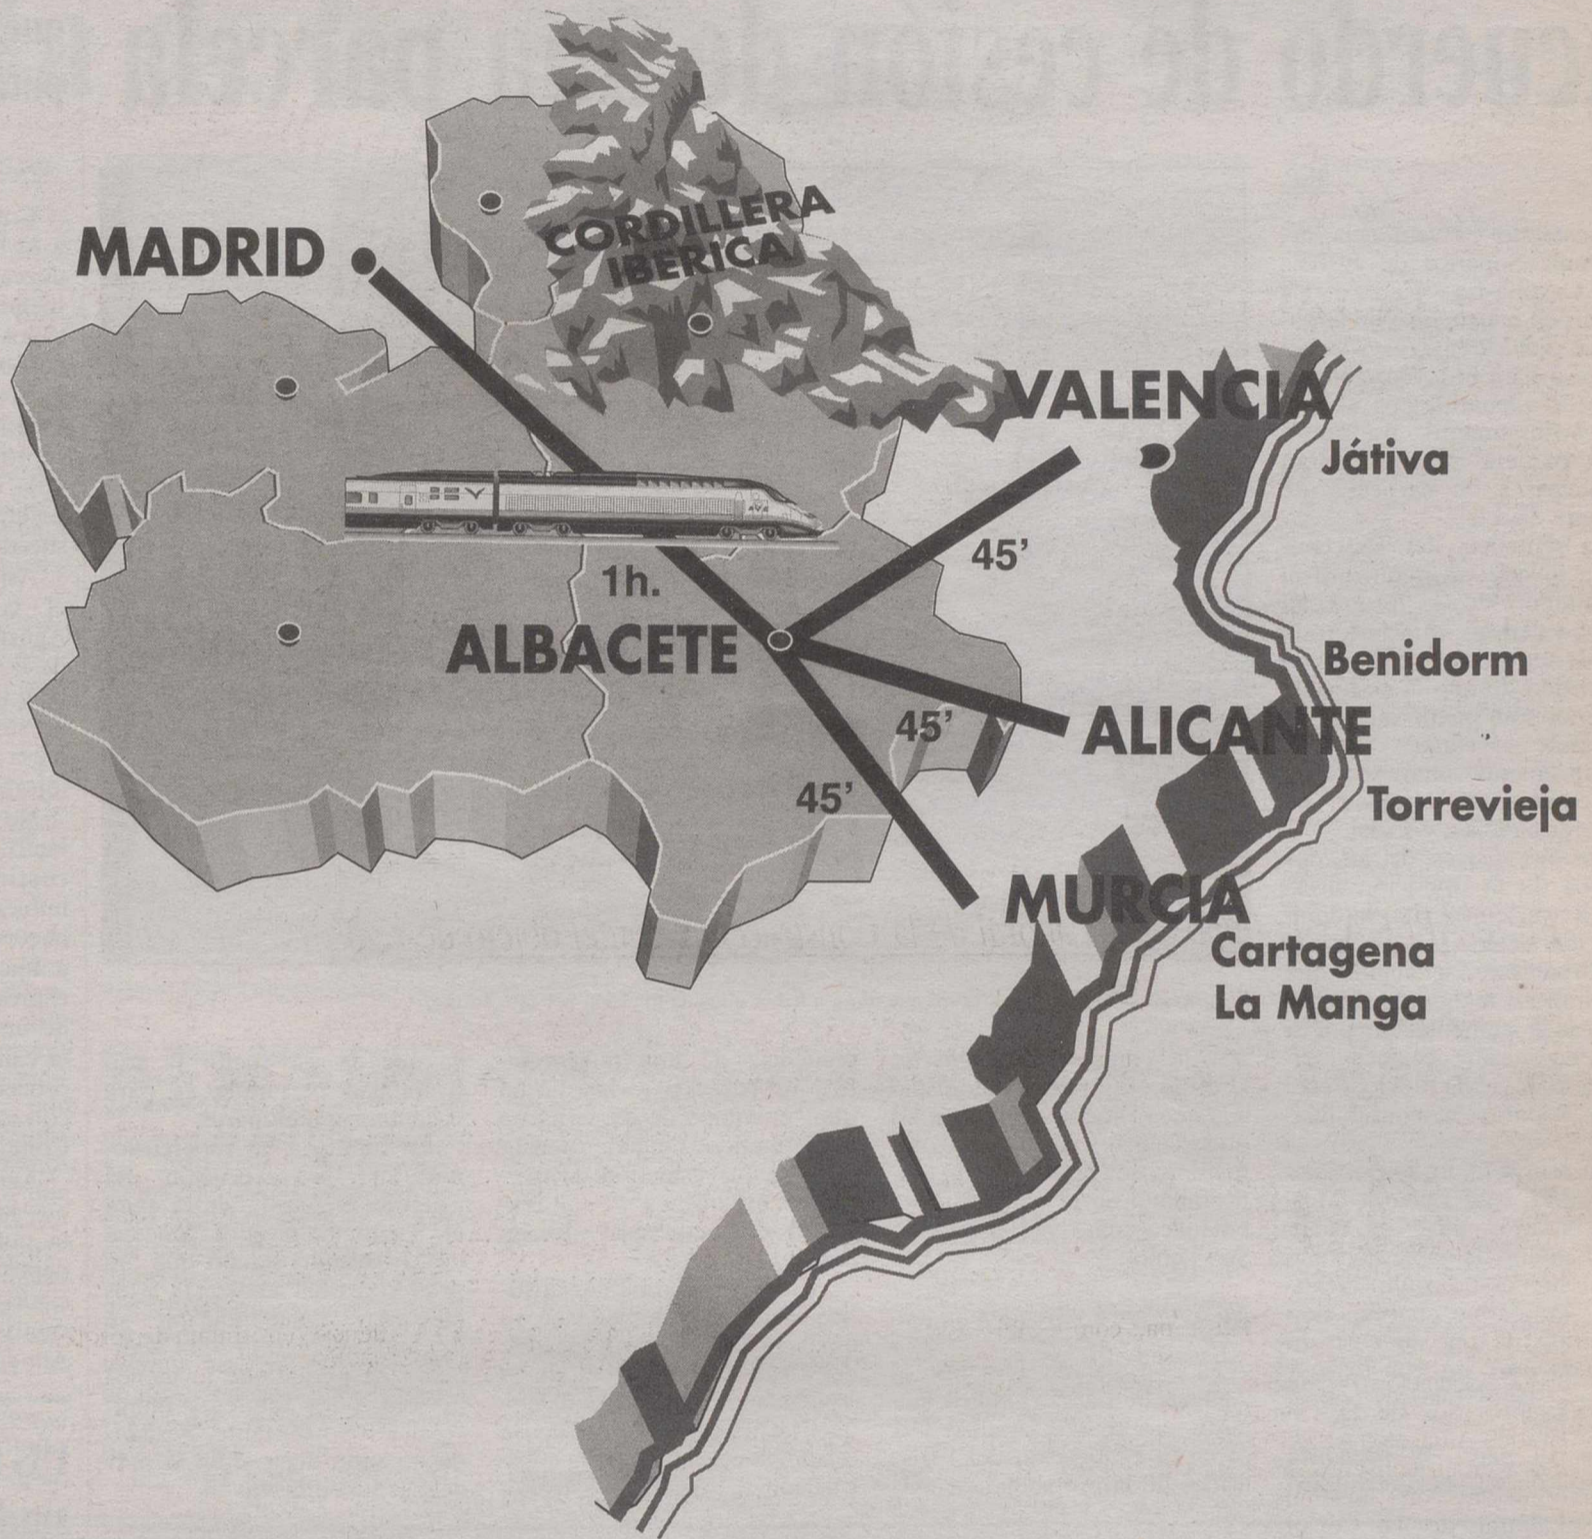 MADRID
CORDILLERA
IBERICA
VALENCIA
Játiva
45'
1h.
ALBACETE
Benidorm
45'
ALICANTE
45'
Torrevieja
MURCIA
Cartagena
La Manga